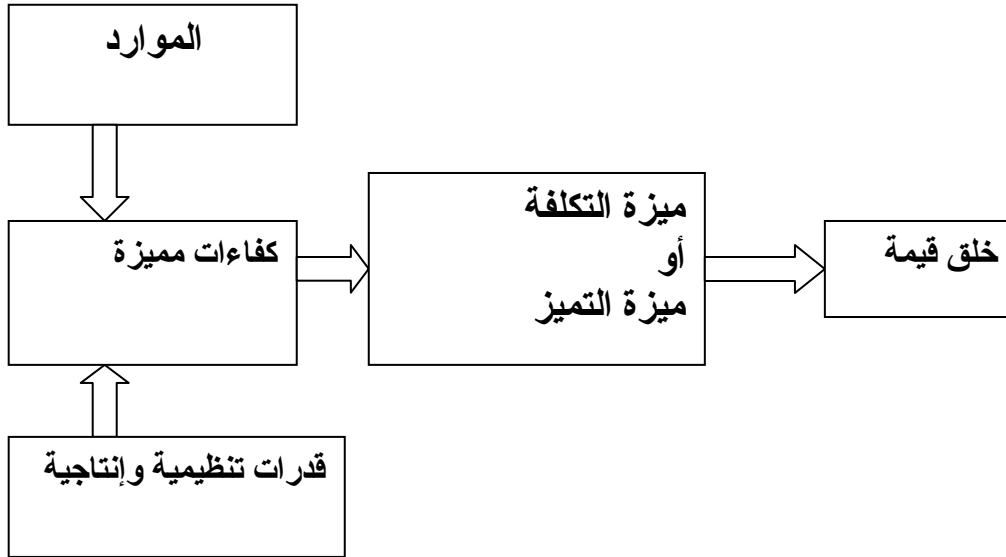 الموارد
كفاءات مميزة
قدرات تنظيمية وإنتاجية
ميزة التكلفة
أو
ميزة التميز
خلق قيمة